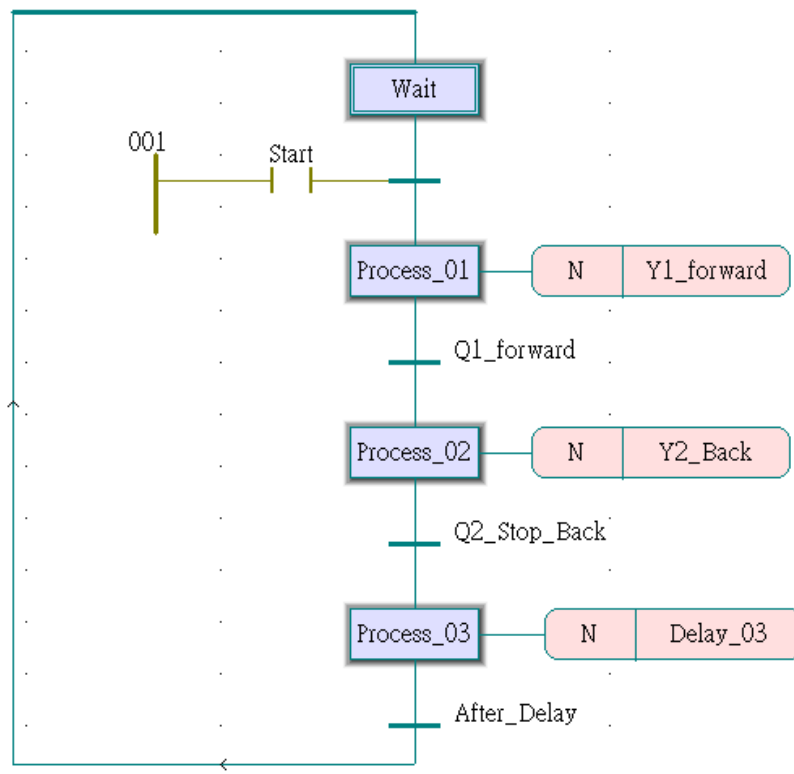 Wait
001
Start
Process_01 N Y1_forward
Q1_forward
Process_02 N Y2_Back
Q2_Stop_Back
Process_03 N Delay_03
After_Delay